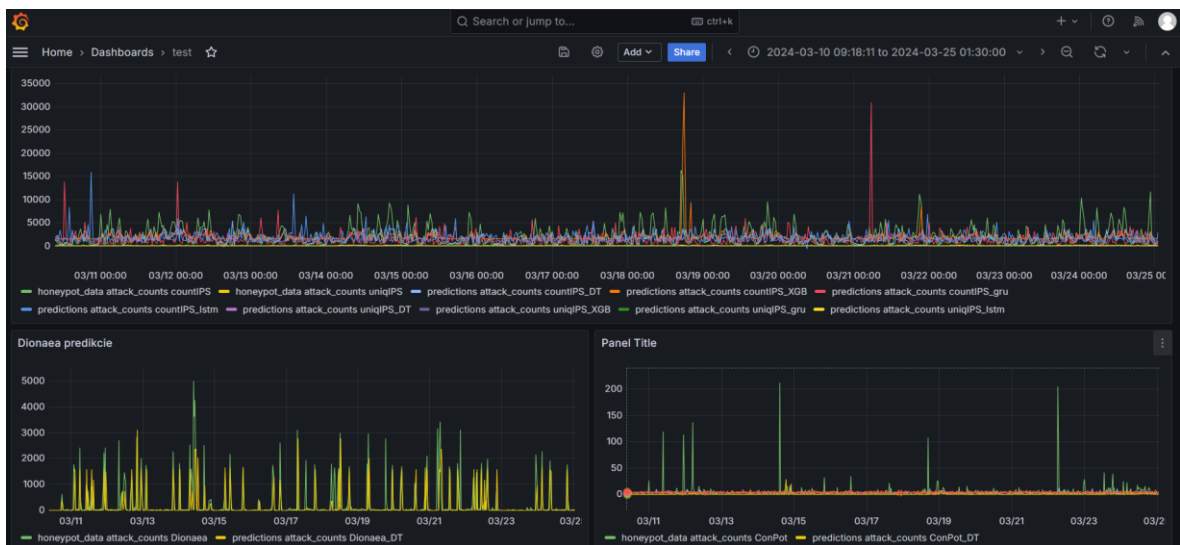 Search or jump to... ctrl+k
Home > Dashboards > test Add Share 2024-03-10 09:18:11 to 2024-03-25 01:30:00
35000
30000
25000
20000
15000
10000
5000
0
03/11 00:00 03/12 00:00 03/13 00:00 03/14 00:00 03/15 00:00 03/16 00:00 03/17 00:00 03/18 00:00 03/19 00:00 03/20 00:00 03/21 00:00 03/22 00:00 03/23 00:00 03/24 00:00 03/25 0(
honeypot_data attack_counts countIPS honeypot_data attack_counts uniqIPS predictions attack_counts countIPS_DT predictions attack_counts countIPS_XGB predictions attack_counts countIPS_gru
predictions attack_counts countIPS_lstm predictions attack_counts uniqIPS_DT predictions attack_counts uniqIPS_XGB predictions attack_counts uniqIPS_gru predictions attack_counts uniqIPS_lstm
Dionaea predikcie
5000
4000
3000
2000
1000
0
03/11 03/13 03/15 03/17 03/19 03/21 03/23 03/2
honeypot_data attack_counts Dionaea predictions attack_counts Dionaea_DT
Panel Title
200
150
100
50
0
03/11 03/13 03/15 03/17 03/19 03/21 03/23 03/2
honeypot_data attack_counts ConPot predictions attack_counts ConPot_DT